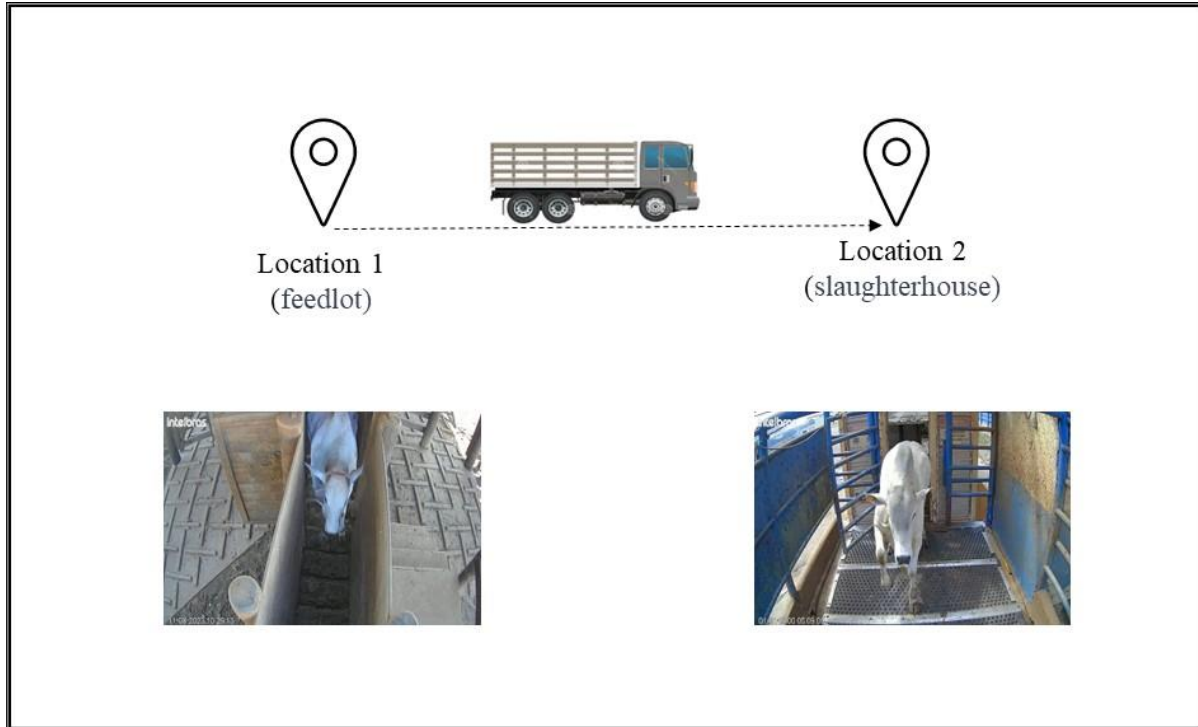 Location 1
(feedlot)
Location 2
(slaughterhouse)
intelbras
intelbras